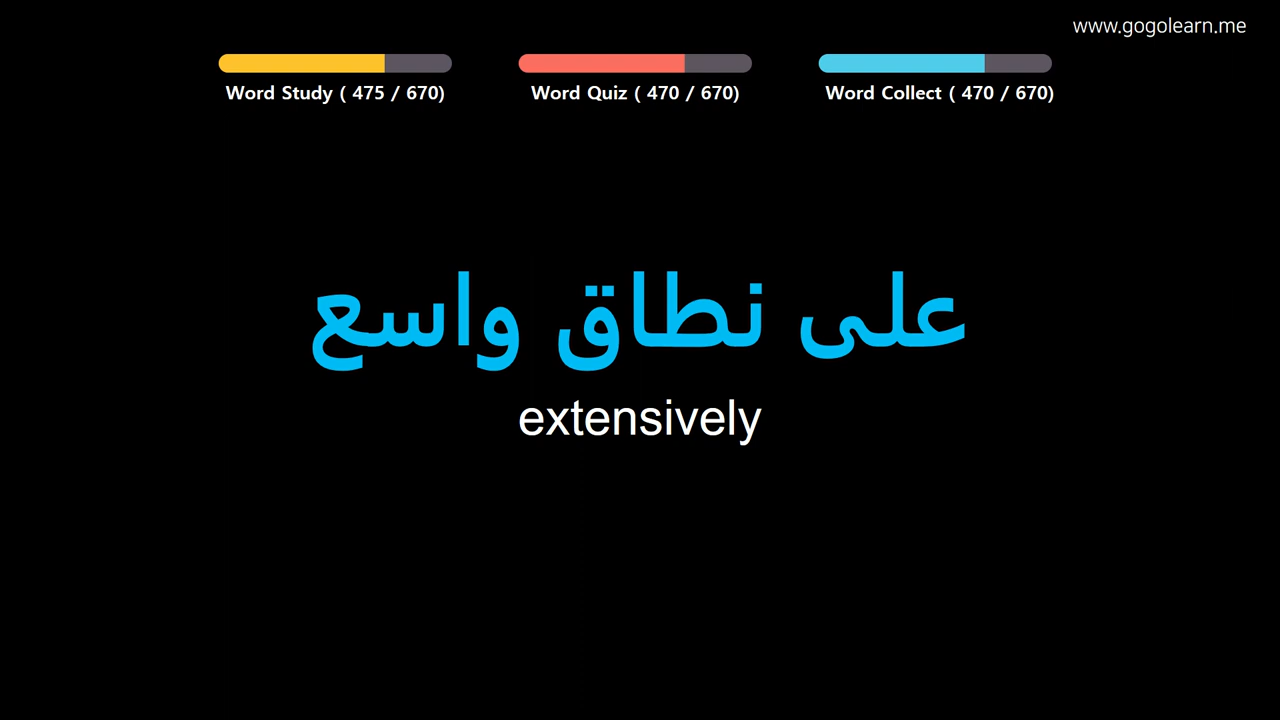 www.gogolearn.me
Word Study ( 475 / 670)
Word Quiz ( 470 / 670)
Word Collect ( 470 / 670)
على نطاق واسع
extensively